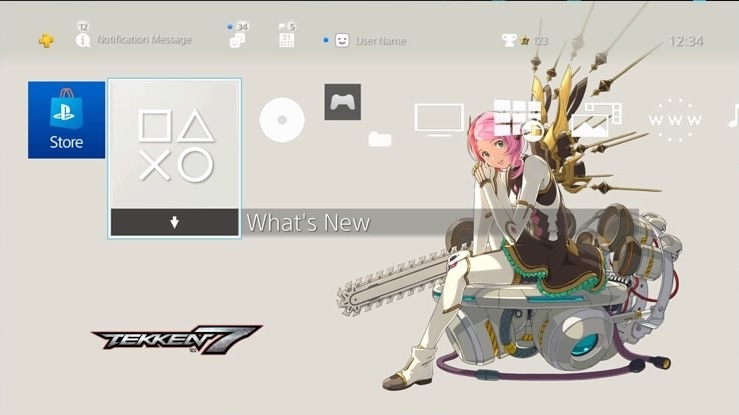 12
Notification Message
34
5
User Name
123
12:34
Store
What's New
TEKKEN 7
WWW